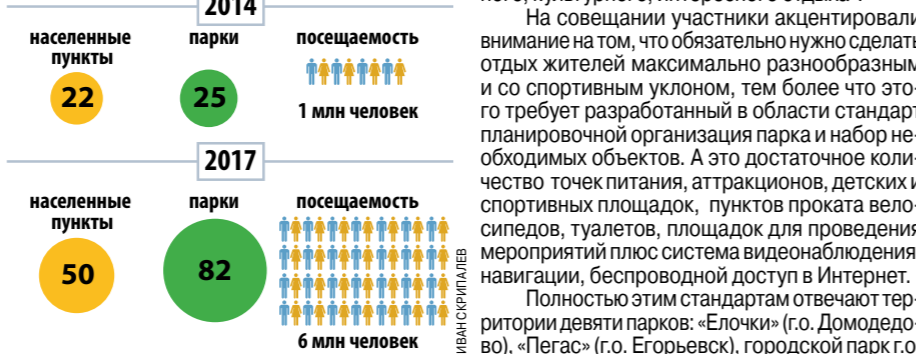 2014
населенные
пункты
парки
посещаемость
22
25
1 млн человек
2017
населенные
пункты
парки
посещаемость
50
82
6 млн человек
ИВАН СКРИПАЛЕВ
ного, культурного, интересного отдыха".
На совещании участники акцентировали
внимание на том, что обязательно нужно сделать
отдых жителей максимально разнообразным
и со спортивным уклоном, тем более что это-
го требует разработанный в области стандарт
планировочной организация парка и набор не-
обходимых объектов. А это достаточное коли-
чество точек питания, аттракционов, детских и
спортивных площадок, пунктов проката вело-
сипедов, туалетов, площадок для проведения
мероприятий плюс система видеонаблюдения,
навигации, беспроводной доступ в Интернет.
Полностью этим стандартам отвечают тер-
ритории девяти парков: «Елочки» (г.о. Домодедо-
во), «Пегас» (г.о. Егорьевск), городской парк г.о.